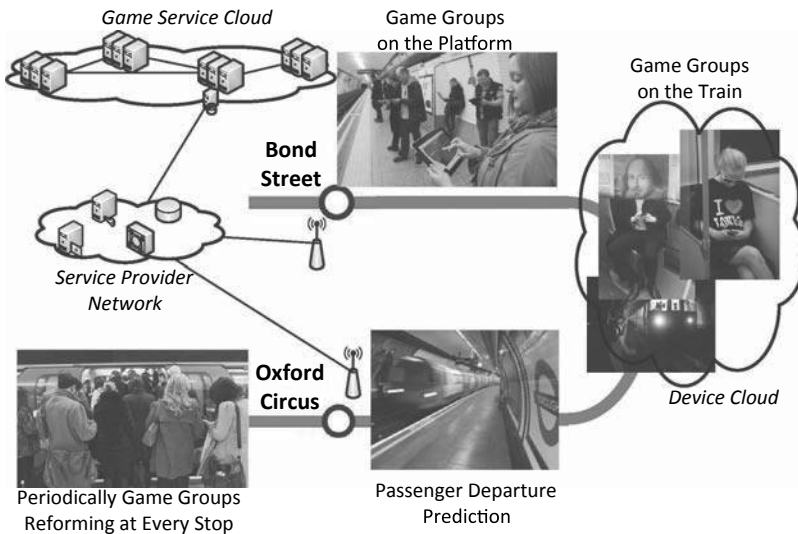 Game Service Cloud
Game Groups
on the Platform
Game Groups
on the Train
Bond
Street
Service Provider
Network
Oxford
Circus
Device Cloud
Periodically Game Groups
Reforming at Every Stop
Passenger Departure
Prediction
I